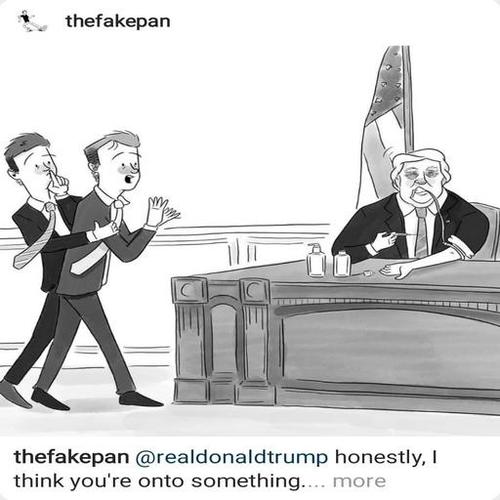 thefakepan
thefakepan @realdonaldtrump honestly, I
think you're onto something.... more